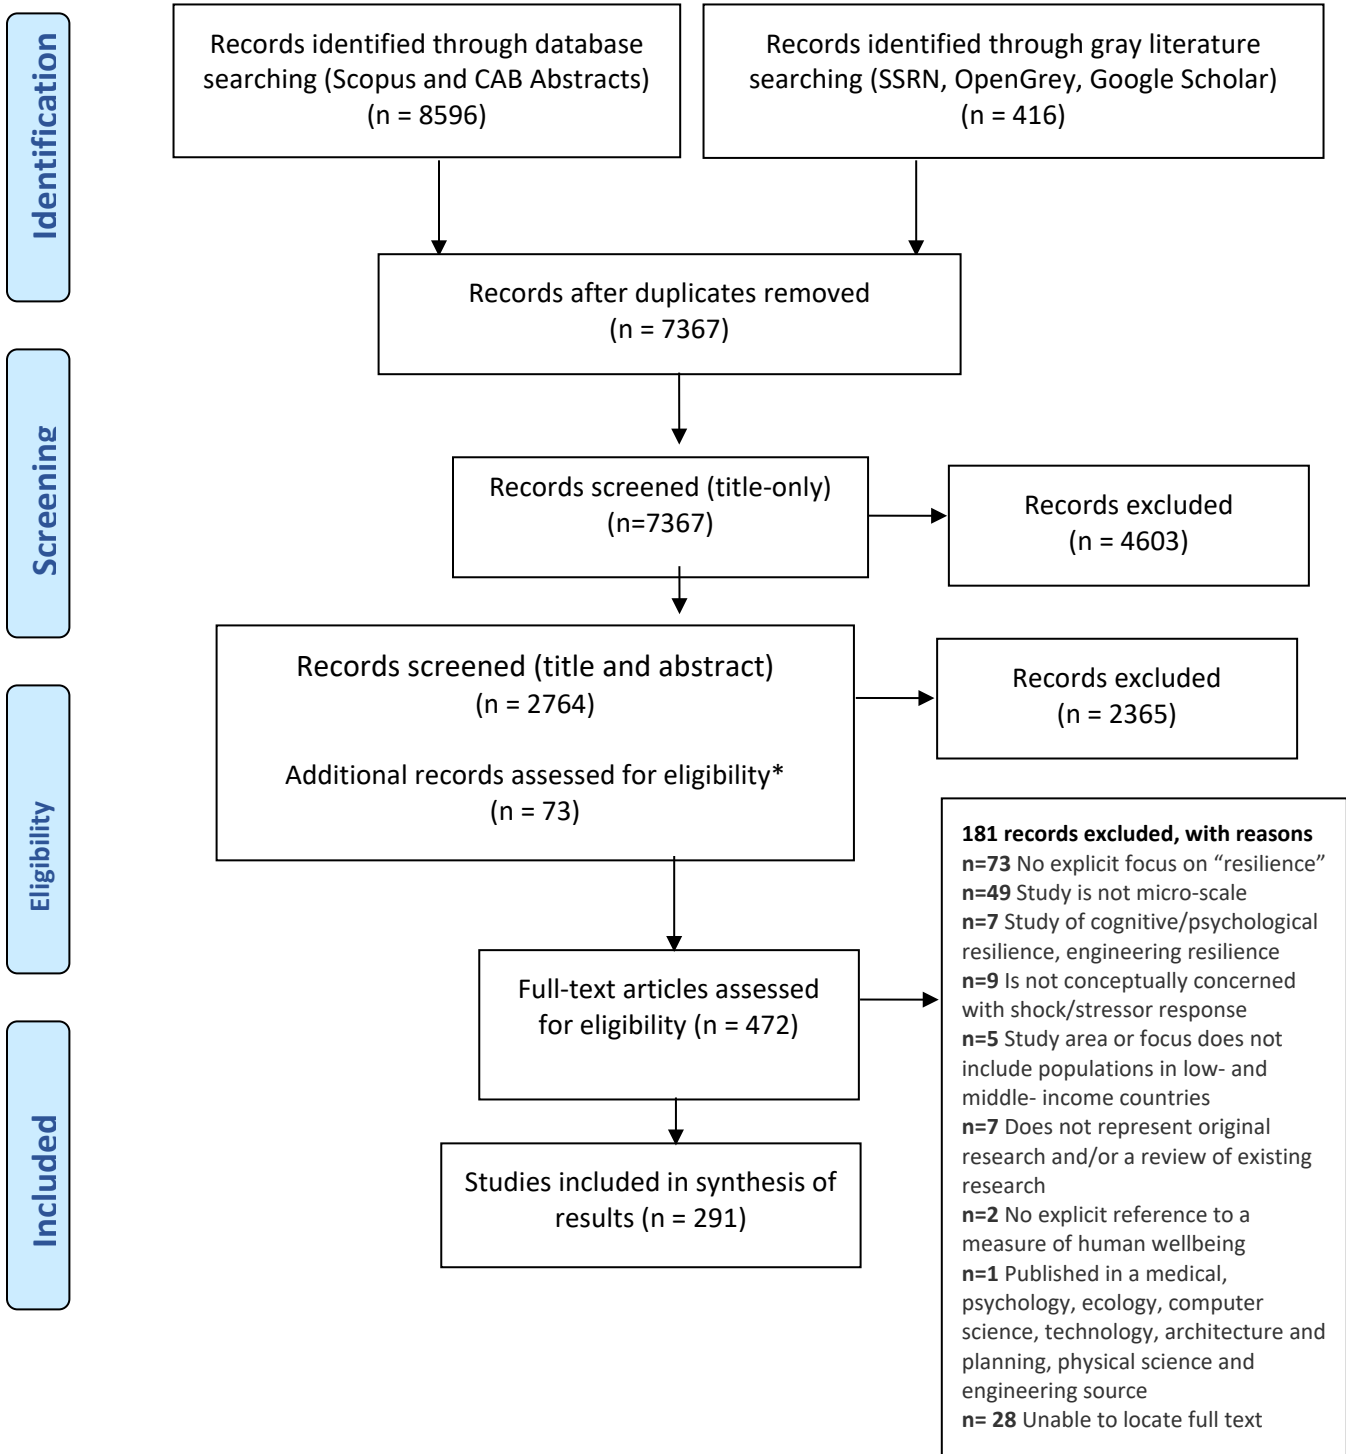 Identification
Records identified through database
searching (Scopus and CAB Abstracts)
(n = 8596)
Records identified through gray literature
searching (SSRN, OpenGrey, Google Scholar)
(n = 416)
Records after duplicates removed
(n = 7367)
Screening
Records screened (title-only)
(n=7367)
Records excluded
(n = 4603)
Records screened (title and abstract)
(n = 2764)
Additional records assessed for eligibility*
(n = 73)
Records excluded
(n = 2365)
Eligibility
Full-text articles assessed
for eligibility (n = 472)
181 records excluded, with reasons
n=73 No explicit focus on “resilience”
n=49 Study is not micro-scale
n=7 Study of cognitive/psychological
resilience, engineering resilience
n=9 Is not conceptually concerned
with shock/stressor response
n=5 Study area or focus does not
include populations in low- and
middle- income countries
n=7 Does not represent original
research and/or a review of existing
research
n=2 No explicit reference to a
measure of human wellbeing
n=1 Published in a medical,
psychology, ecology, computer
science, technology, architecture and
planning, physical science and
engineering source
n= 28 Unable to locate full text
Included
Studies included in synthesis of
results (n = 291)